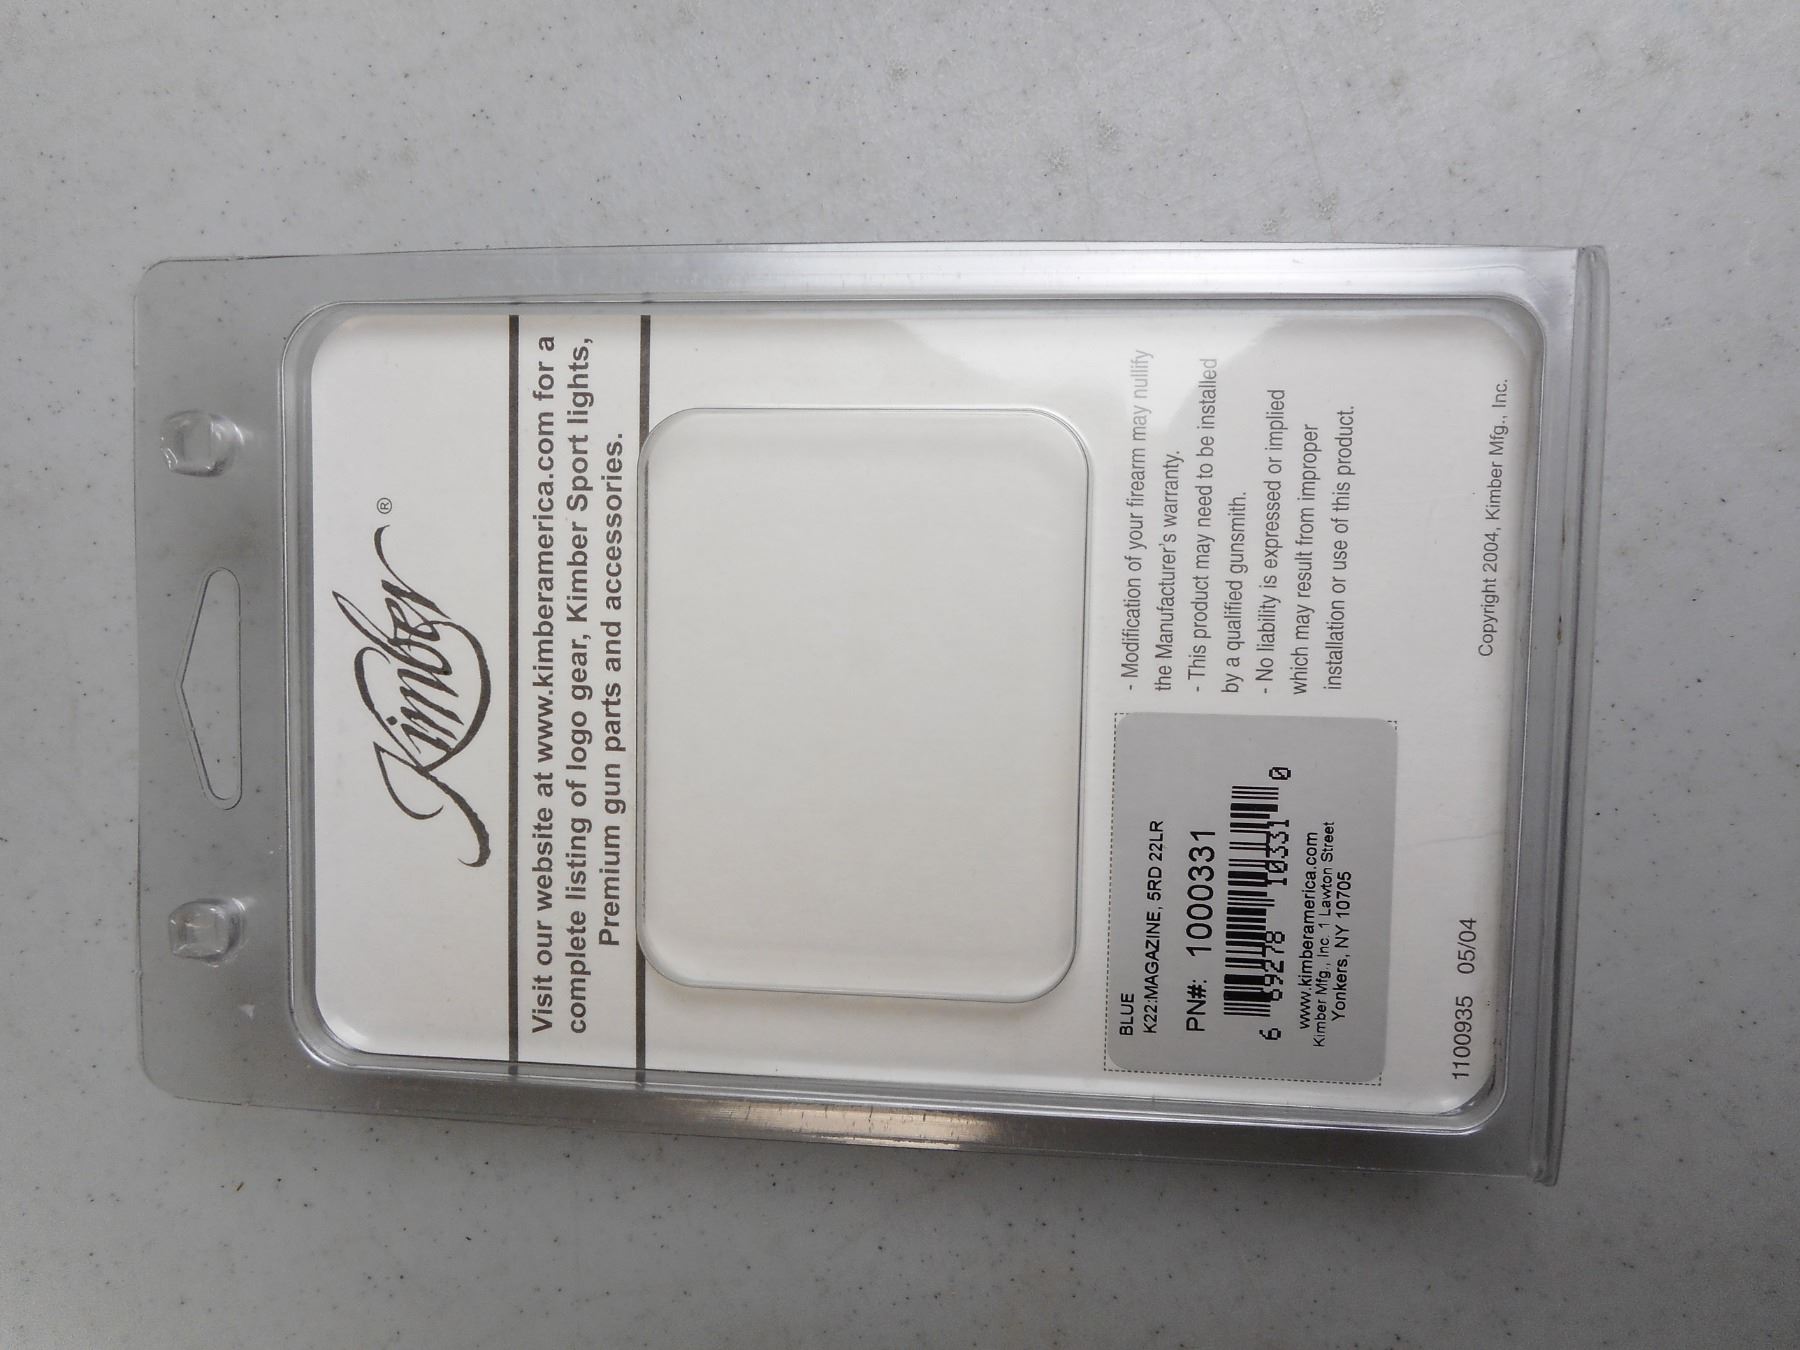 Kimber®
Visit our website at www.kimberamerica.com for a
complete listing of logo gear, Kimber Sport lights,
Premium gun parts and accessories.
BLUE
K22:MAGAZINE, 5RD 22LR
PN#: 1000331
6 69278 10331 0
www.kimberamerica.com
Kimber Mfg., Inc. 1 Lawton Street
Yonkers, NY 10705
- Modification of your firearm may nullify
the Manufacturer's warranty.
- This product may need to be installed
by a qualified gunsmith.
- No liability is expressed or implied
which may result from improper
installation or use of this product.
1100935 05/04
Copyright 2004, Kimber Mfg., Inc.